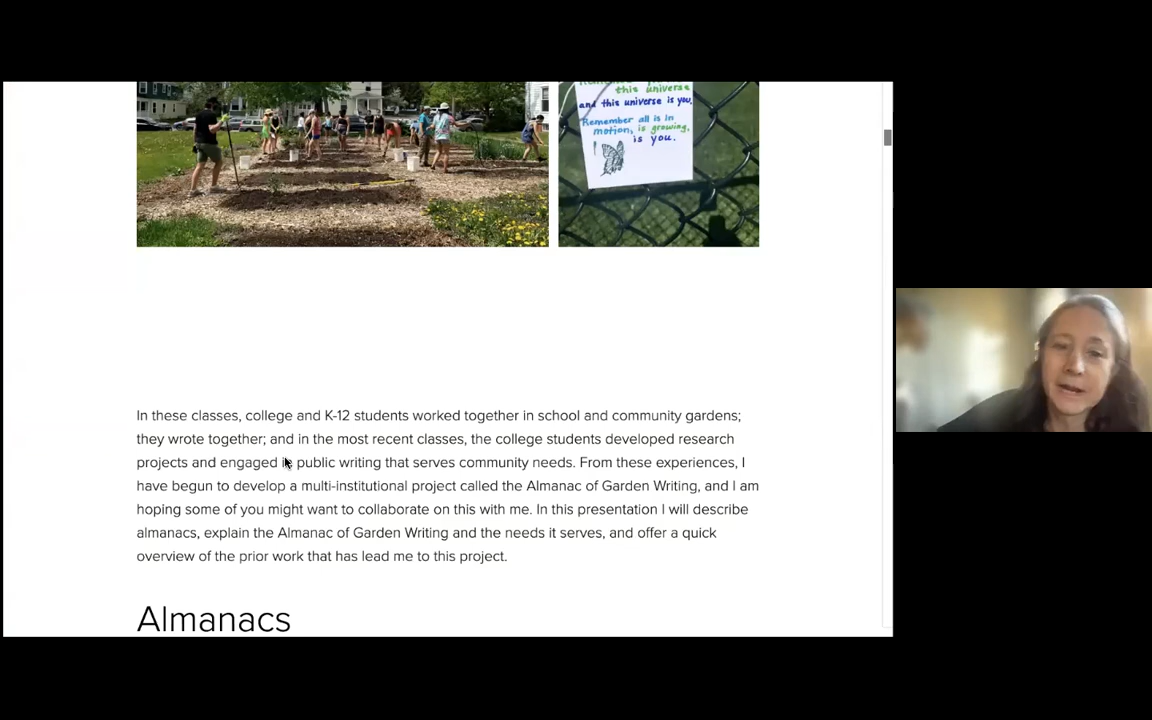 this universe
and this universe is you.
Remember all is in
motion, is growing,
is you.
In these classes, college and K-12 students worked together in school and community gardens;
they wrote together; and in the most recent classes, the college students developed research
projects and engaged in public writing that serves community needs. From these experiences, I
have begun to develop a multi-institutional project called the Almanac of Garden Writing, and I am
hoping some of you might want to collaborate on this with me. In this presentation I will describe
almanacs, explain the Almanac of Garden Writing and the needs it serves, and offer a quick
overview of the prior work that has lead me to this project.
Almanacs